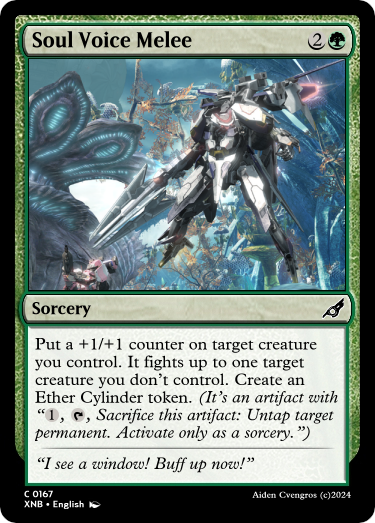 Soul Voice Melee 2
Sorcery
Put a +1/+1 counter on target creature
you control. It fights up to one target
creature you don’t control. Create an
Ether Cylinder token. (It’s an artifact with
“1, , Sacrifice this artifact: Untap target
permanent. Activate only as a sorcery.”)
“I see a window! Buff up now!”
C 0167
XNB • English
Aiden Cvengros (c)2024